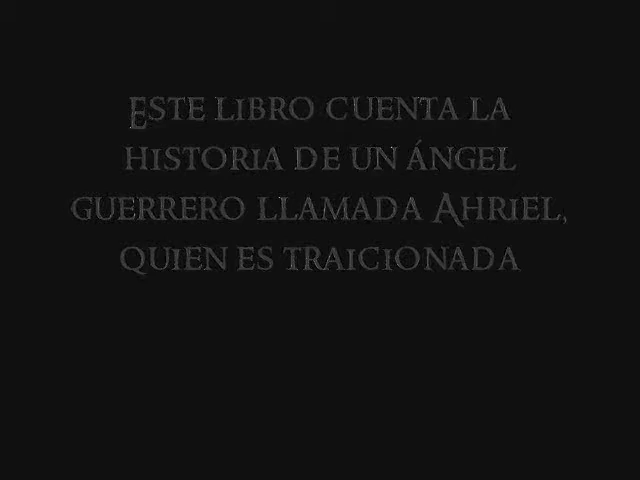 Este libro cuenta la
historia de un ángel
guerrero llamada Ahriel,
quien es traicionada